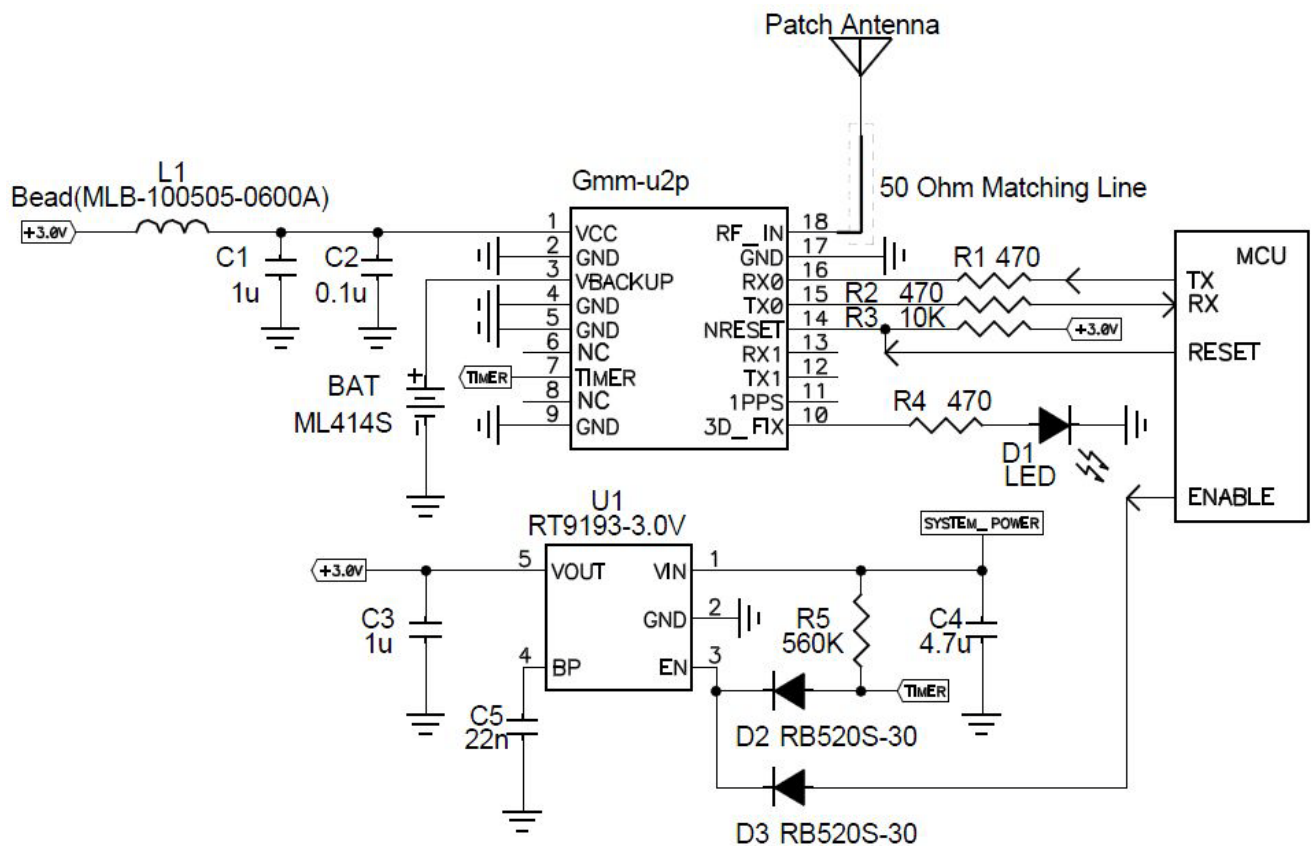 Patch Antenna
L1
Bead(MLB-100505-0600A)
+3.0V
C1
1u
C2
0.1u
Gmm-u2p
50 Ohm Matching Line
1 VCC
2 GND
3 VBACKUP
4 GND
5 GND
6 NC
7 TIMER
8 NC
9 GND
RF_IN 18
GND 17
RX0 16
TX0 15
NRESET 14
RX1 13
TX1 12
1PPS 11
3D_FIX 10
R1 470
R2 470
R3 10K
+3.0V
R4 470
D1
LED
MCU
TX
RX
RESET
ENABLE
TIMER
BAT
ML414S
+
U1
RT9193-3.0V
SYSTEM_POWER
+3.0V
5 VOUT
VIN 1
GND 2
4 BP
EN 3
C3
1u
C5
22n
R5
560K
C4
4.7u
TIMER
D2 RB520S-30
D3 RB520S-30